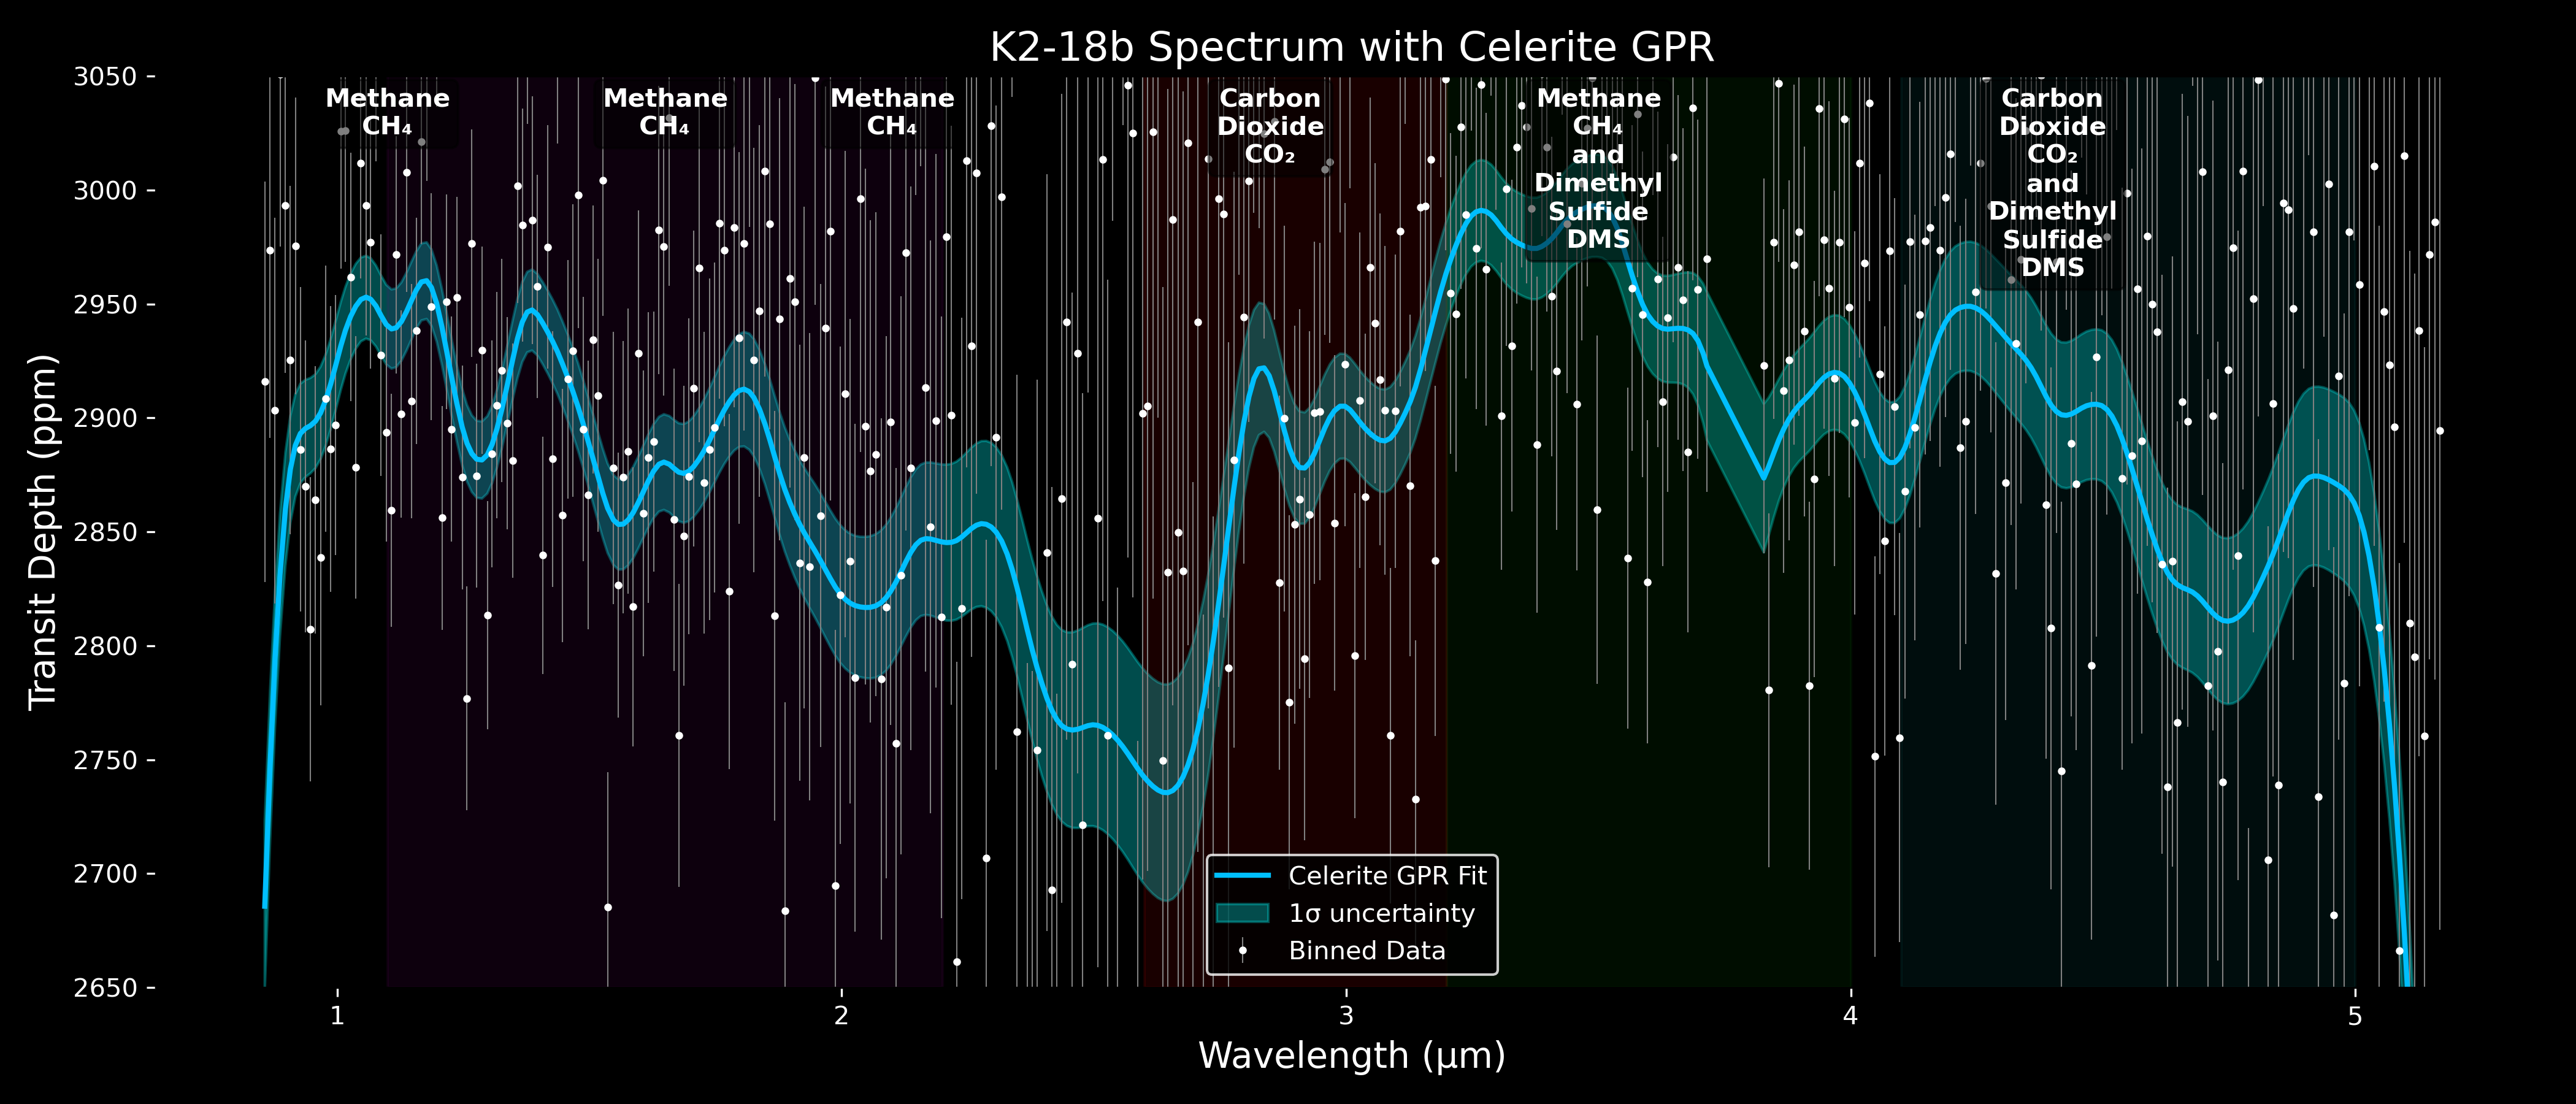 K2-18b Spectrum with Celerite GPR
Transit Depth (ppm)
3050
3000
2950
2900
2850
2800
2750
2700
2650
Methane
CH₄
Methane
CH₄
Methane
CH₄
Carbon
Dioxide
CO₂
Methane
CH₄
and
Dimethyl
Sulfide
DMS
Carbon
Dioxide
CO₂
and
Dimethyl
Sulfide
DMS
Celerite GPR Fit
1σ uncertainty
Binned Data
1
2
3
4
5
Wavelength (μm)